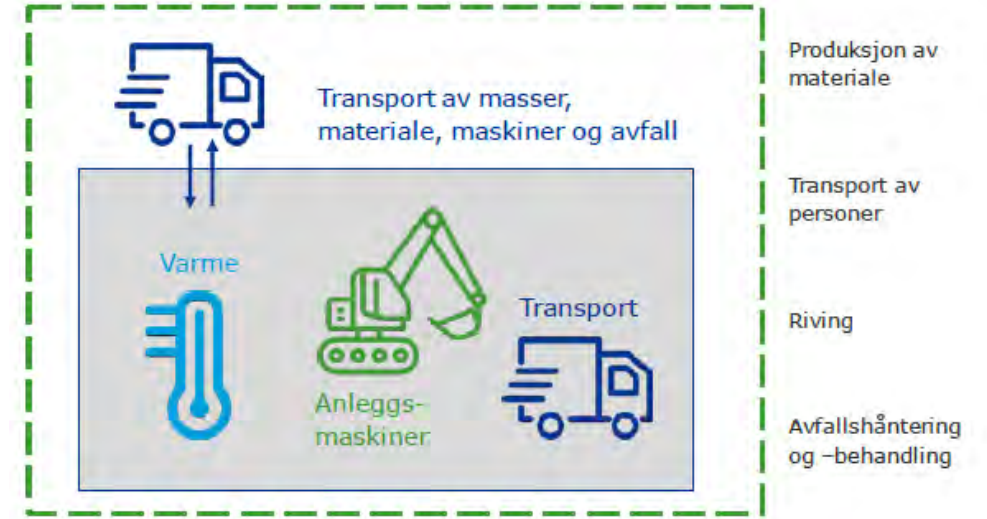 Transport av masser,
materiale, maskiner og avfall
Varme
Anleggs-
maskiner
Transport
Produksjon av
materiale
Transport av
personer
Riving
Avfallshåntering
og –behandling